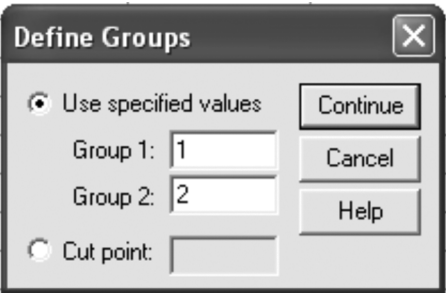 Define Groups
Use specified values
Group 1: 1
Group 2: 2
Cut point:
Continue
Cancel
Help